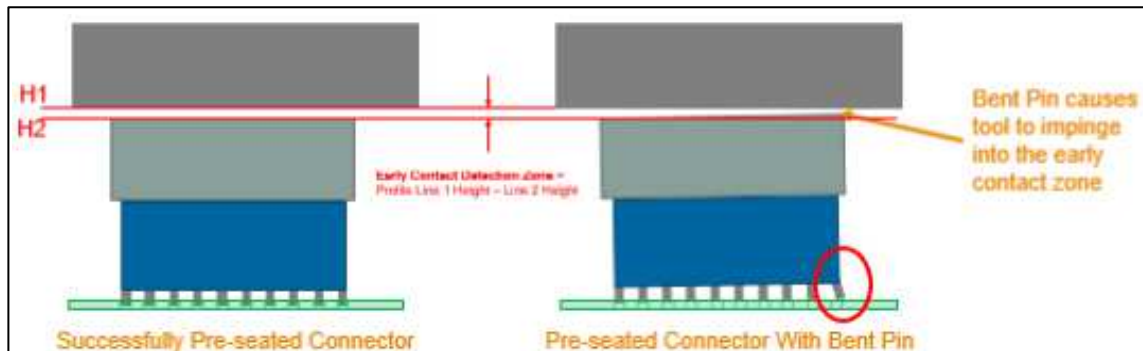 H1
H2
Early Contact Detection Zone =
Profile Line 1 Height – Line 2 Height
Bent Pin causes
tool to impinge
into the early
contact zone
Successfully Pre-seated Connector
Pre-seated Connector With Bent Pin